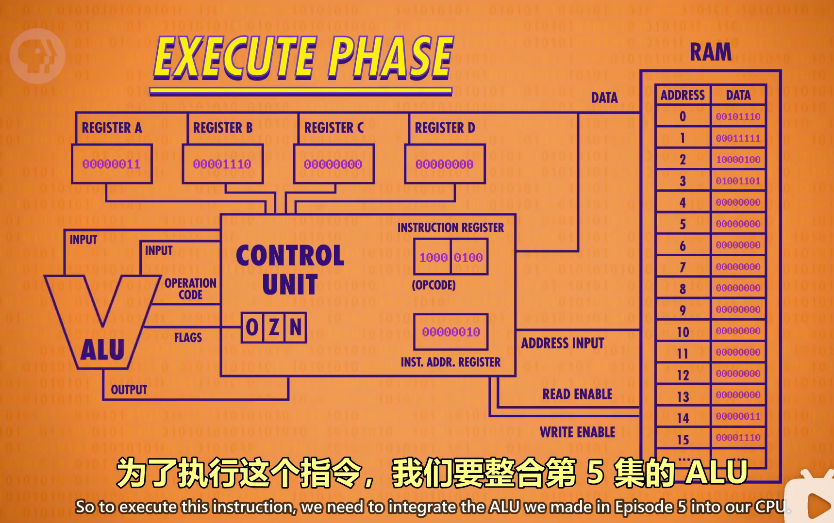 EXECUTE PHASE
RAM
DATA
ADDRESS DATA
0 00101110
1 00011111
2 10000100
3 01001101
4 00000000
5 00000000
6 00000000
7 00000000
8 00000000
9 00000000
10 00000000
11 00000000
12 00000000
13 00000000
14 00000011
15 00001110
... ...
REGISTER A REGISTER B REGISTER C REGISTER D
00000011 00001110 00000000 00000000
INPUT
INPUT
OPERATION
CODE
FLAGS
ALU
OUTPUT
CONTROL
UNIT
O Z N
INSTRUCTION REGISTER
1000 0100
(OPCODE)
00000010
INST. ADDR. REGISTER
ADDRESS INPUT
READ ENABLE
WRITE ENABLE
为了执行这个指令，我们要整合第 5 集的 ALU
So to execute this instruction, we need to integrate the ALU we made in Episode 5 into our CPU.